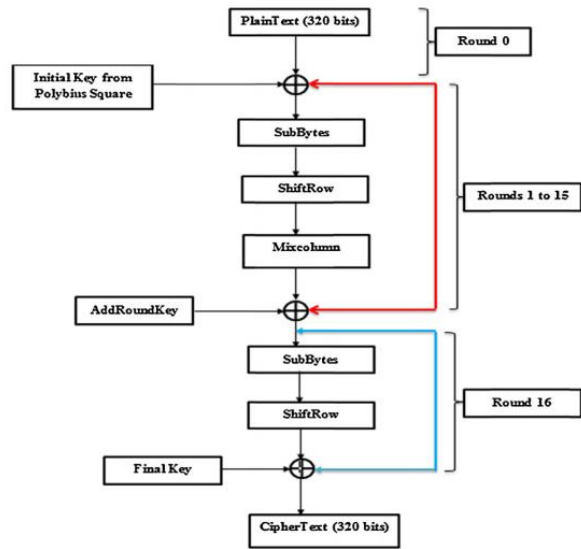 PlainText (320 bits)
Round 0
Initial Key from
Polybius Square
SubBytes
ShiftRow
Rounds 1 to 15
Mixcolumn
AddRoundKey
SubBytes
Round 16
ShiftRow
Final Key
CipherText (320 bits)